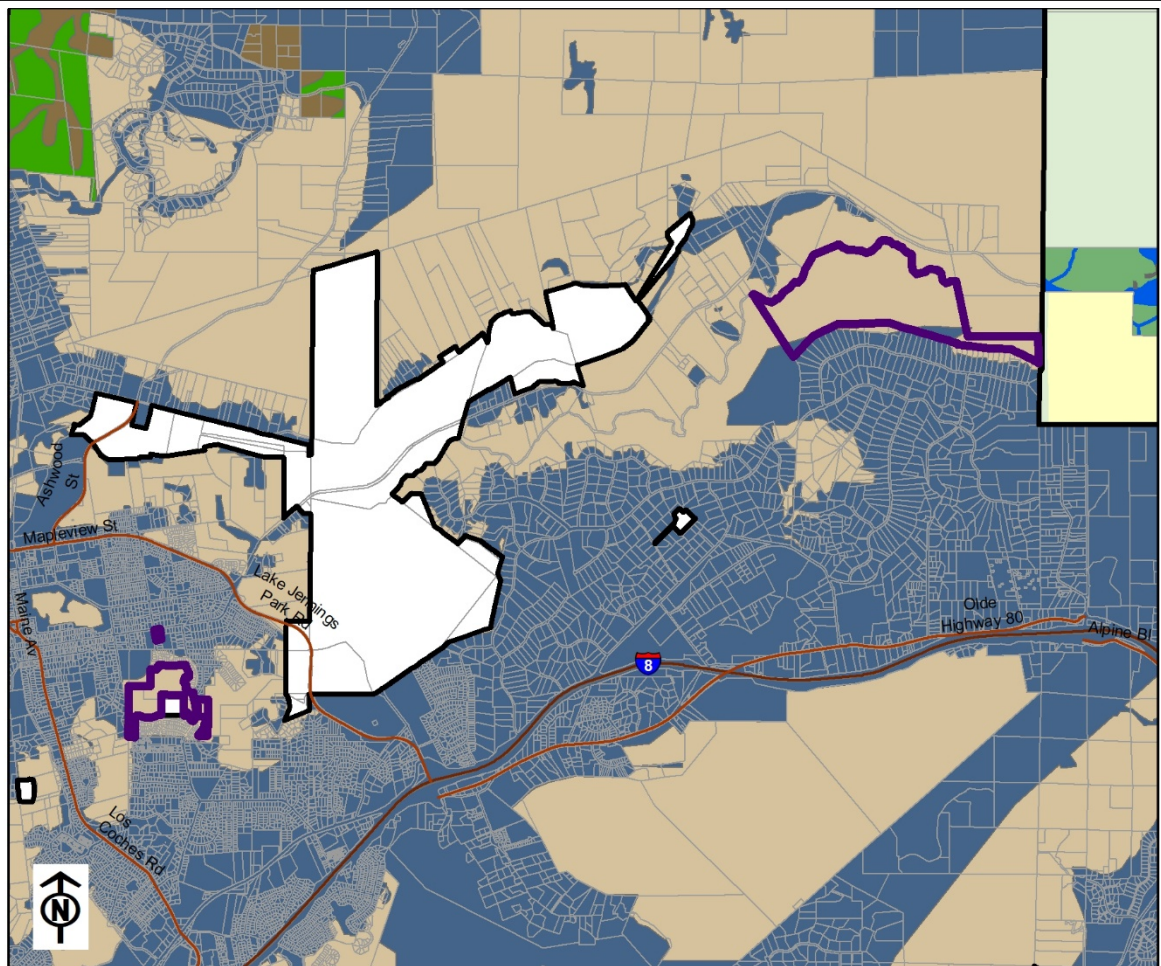 Ashwood
St
Mapleview St
Lake Jennings
Park Rd
Maine Av
Olde
Highway 80
Alpine Bl
8
Los
Coches Rd
N